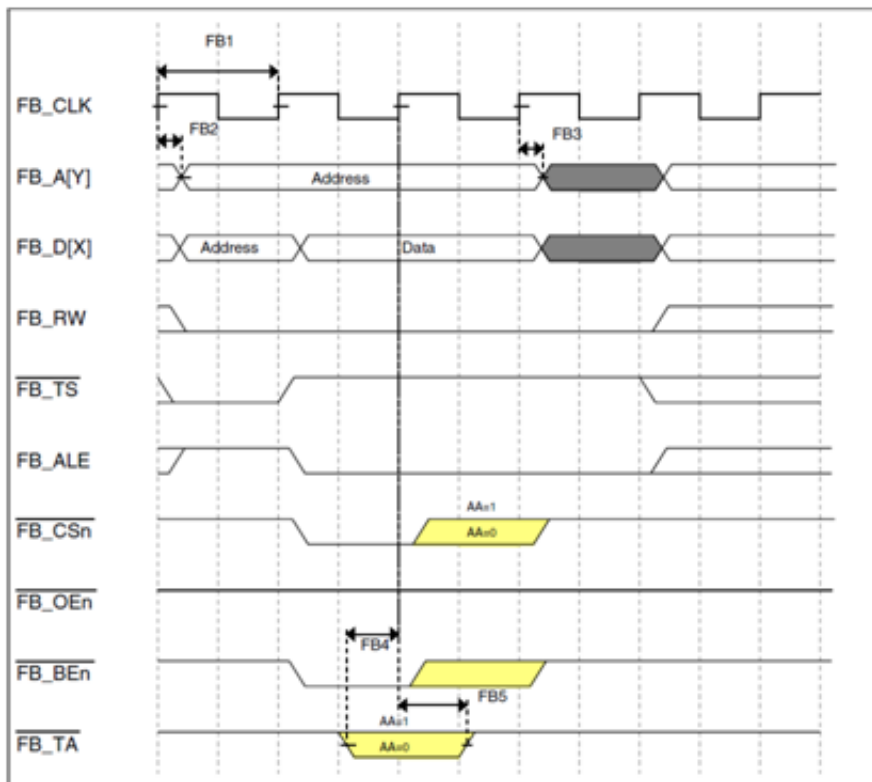 FB1
FB_CLK
FB2
FB3
FB_A[Y]
Address
FB_D[X]
Address
Data
FB_RW
FB_TS
FB_ALE
AA=1
FB_CSn
AA=0
FB_OEn
FB4
FB_BEn
FB5
AA=1
FB_TA
AA=0